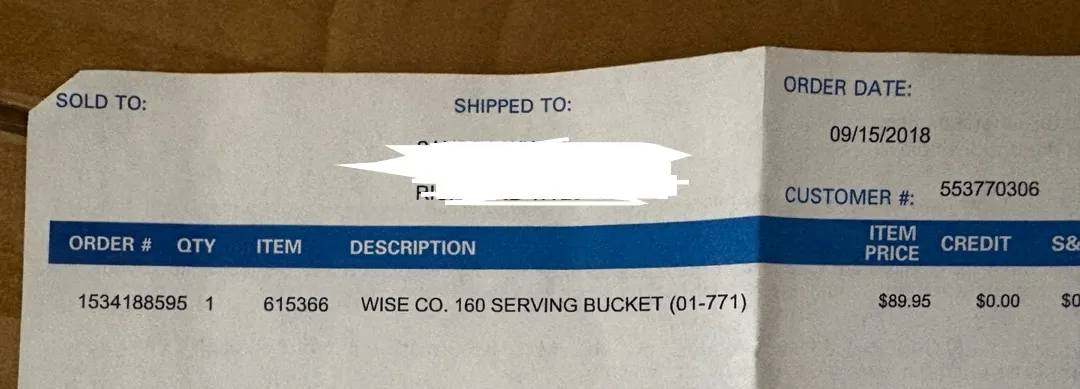 SOLD TO:
SHIPPED TO:
ORDER DATE:
09/15/2018
CUSTOMER #: 553770306
ORDER # QTY ITEM DESCRIPTION ITEM PRICE CREDIT S&
1534188595 1 615366 WISE CO. 160 SERVING BUCKET (01-771) $89.95 $0.00 $0